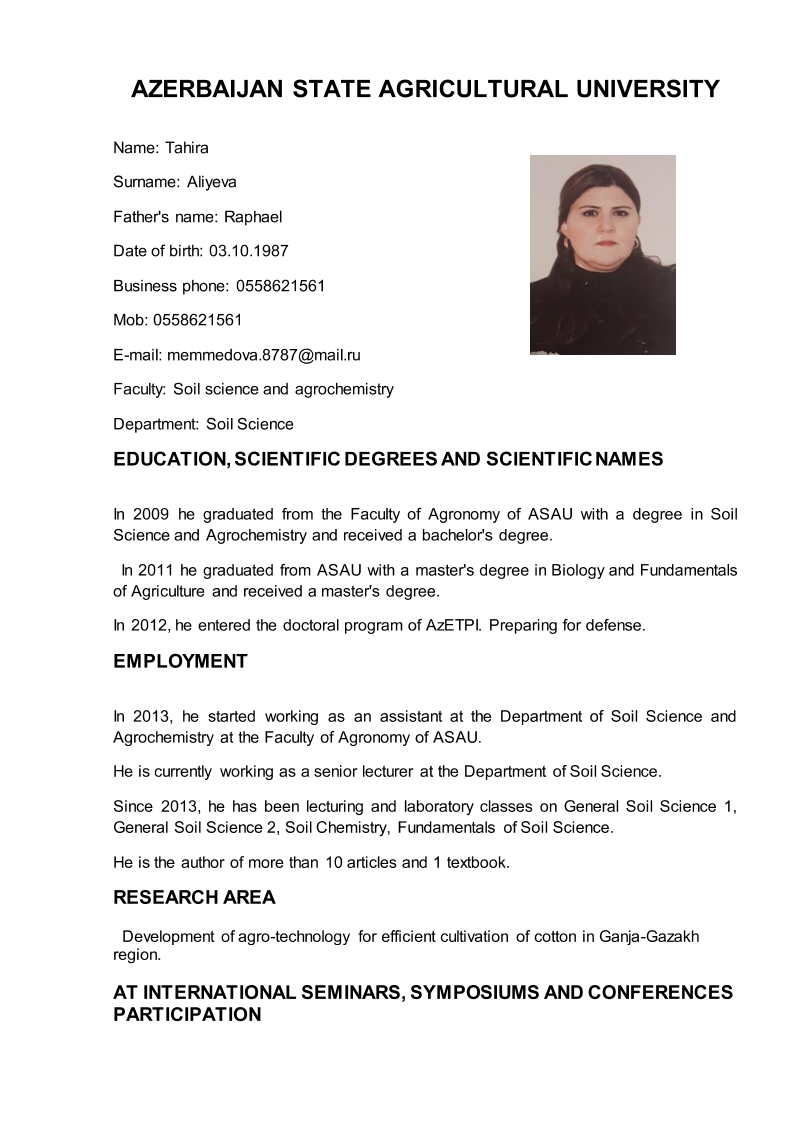 AZERBAIJAN STATE AGRICULTURAL UNIVERSITY
Name: Tahira
Surname: Aliyeva
Father's name: Raphael
Date of birth: 03.10.1987
Business phone: 0558621561
Mob: 0558621561
E-mail: memmedova.8787@mail.ru
Faculty: Soil science and agrochemistry
Department: Soil Science
EDUCATION, SCIENTIFIC DEGREES AND SCIENTIFIC NAMES
In 2009 he graduated from the Faculty of Agronomy of ASAU with a degree in Soil
Science and Agrochemistry and received a bachelor's degree.
In 2011 he graduated from ASAU with a master's degree in Biology and Fundamentals
of Agriculture and received a master's degree.
In 2012, he entered the doctoral program of AzETPI. Preparing for defense.
EMPLOYMENT
In 2013, he started working as an assistant at the Department of Soil Science and
Agrochemistry at the Faculty of Agronomy of ASAU.
He is currently working as a senior lecturer at the Department of Soil Science.
Since 2013, he has been lecturing and laboratory classes on General Soil Science 1,
General Soil Science 2, Soil Chemistry, Fundamentals of Soil Science.
He is the author of more than 10 articles and 1 textbook.
RESEARCH AREA
Development of agro-technology for efficient cultivation of cotton in Ganja-Gazakh
region.
AT INTERNATIONAL SEMINARS, SYMPOSIUMS AND CONFERENCES
PARTICIPATION